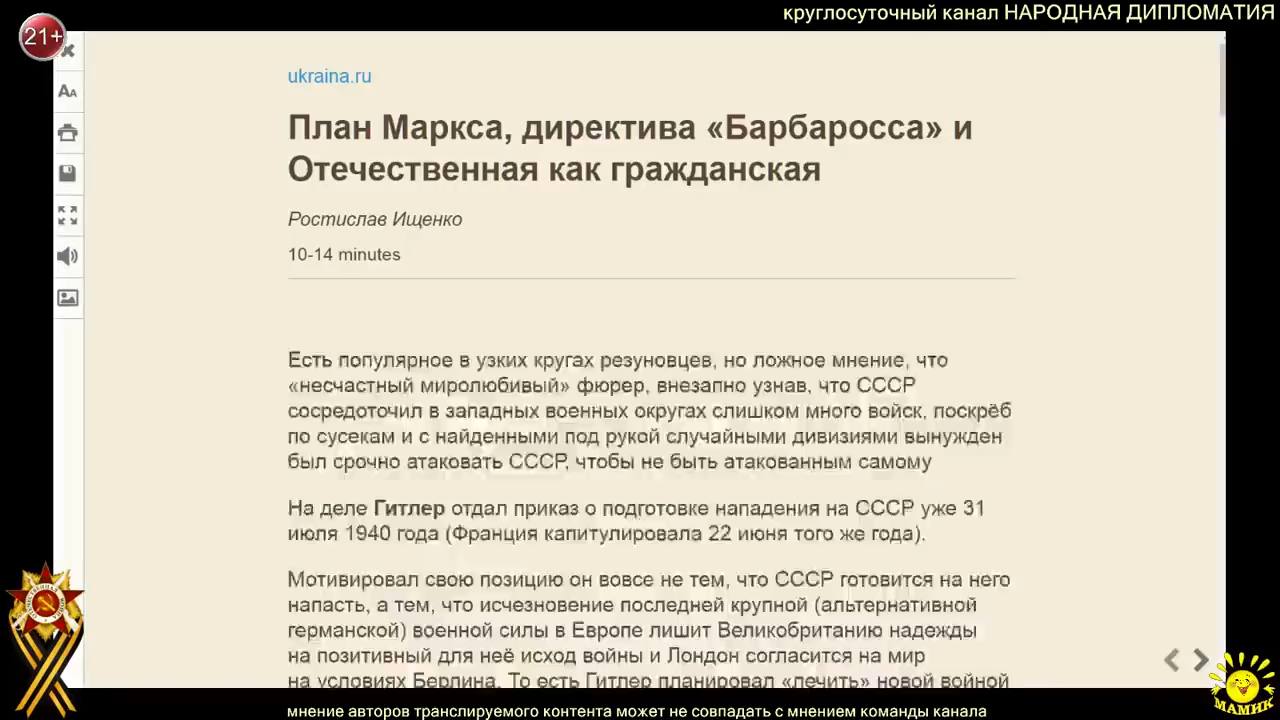 круглосуточный канал НАРОДНАЯ ДИПЛОМАТИЯ
21+
ukraina.ru
План Маркса, директива «Барбаросса» и
Отечественная как гражданская
Ростислав Ищенко
10-14 minutes
Есть популярное в узких кругах резуновцев, но ложное мнение, что
«несчастный миролюбивый» фюрер, внезапно узнав, что СССР
сосредоточил в западных военных округах слишком много войск, поскрёб
по сусекам и с найденными под рукой случайными дивизиями вынужден
был срочно атаковать СССР, чтобы не быть атакованным самому
На деле Гитлер отдал приказ о подготовке нападения на СССР уже 31
июля 1940 года (Франция капитулировала 22 июня того же года).
Мотивировал свою позицию он вовсе не тем, что СССР готовится на него
напасть, а тем, что исчезновение последней крупной (альтернативной
германской) военной силы в Европе лишит Великобританию надежды
на позитивный для неё исход войны и Лондон согласится на мир
на условиях Берлина. То есть Гитлер планировал «лечить» новой войной
МАМИК
мнение авторов транслируемого контента может не совпадать с мнением команды канала